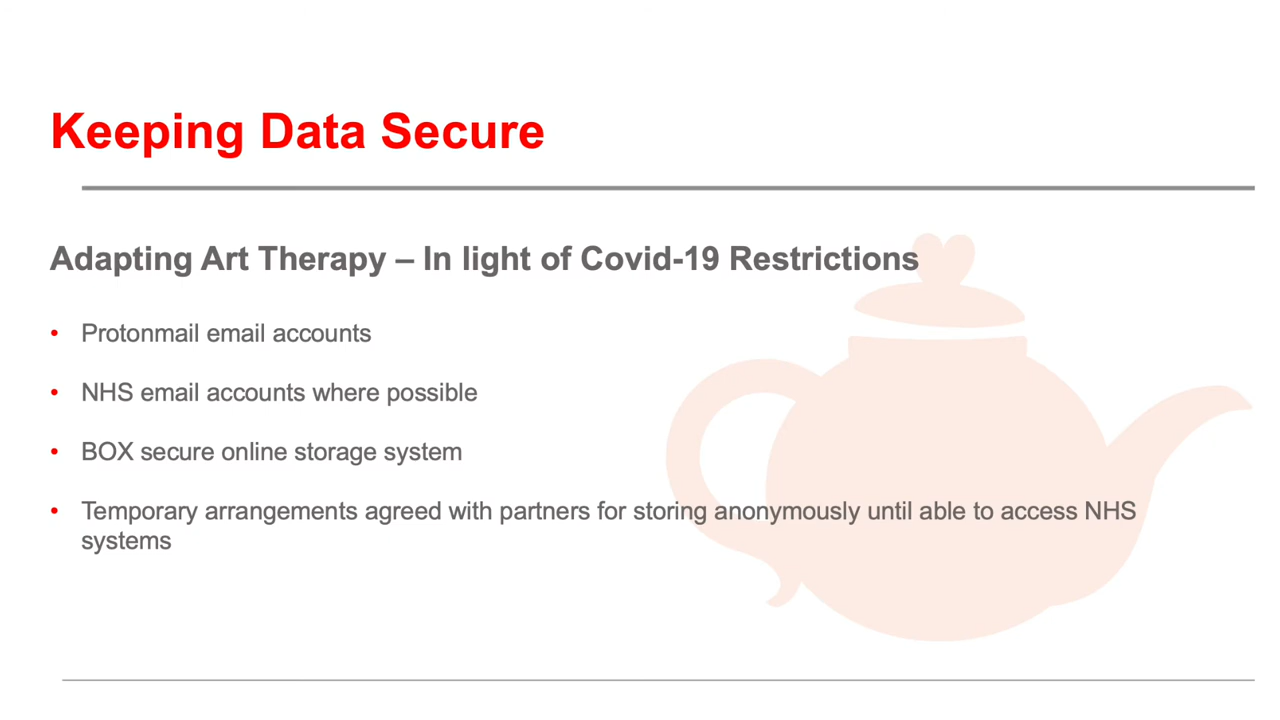 Keeping Data Secure
Adapting Art Therapy – In light of Covid-19 Restrictions
• Protonmail email accounts
• NHS email accounts where possible
• BOX secure online storage system
• Temporary arrangements agreed with partners for storing anonymously until able to access NHS
systems